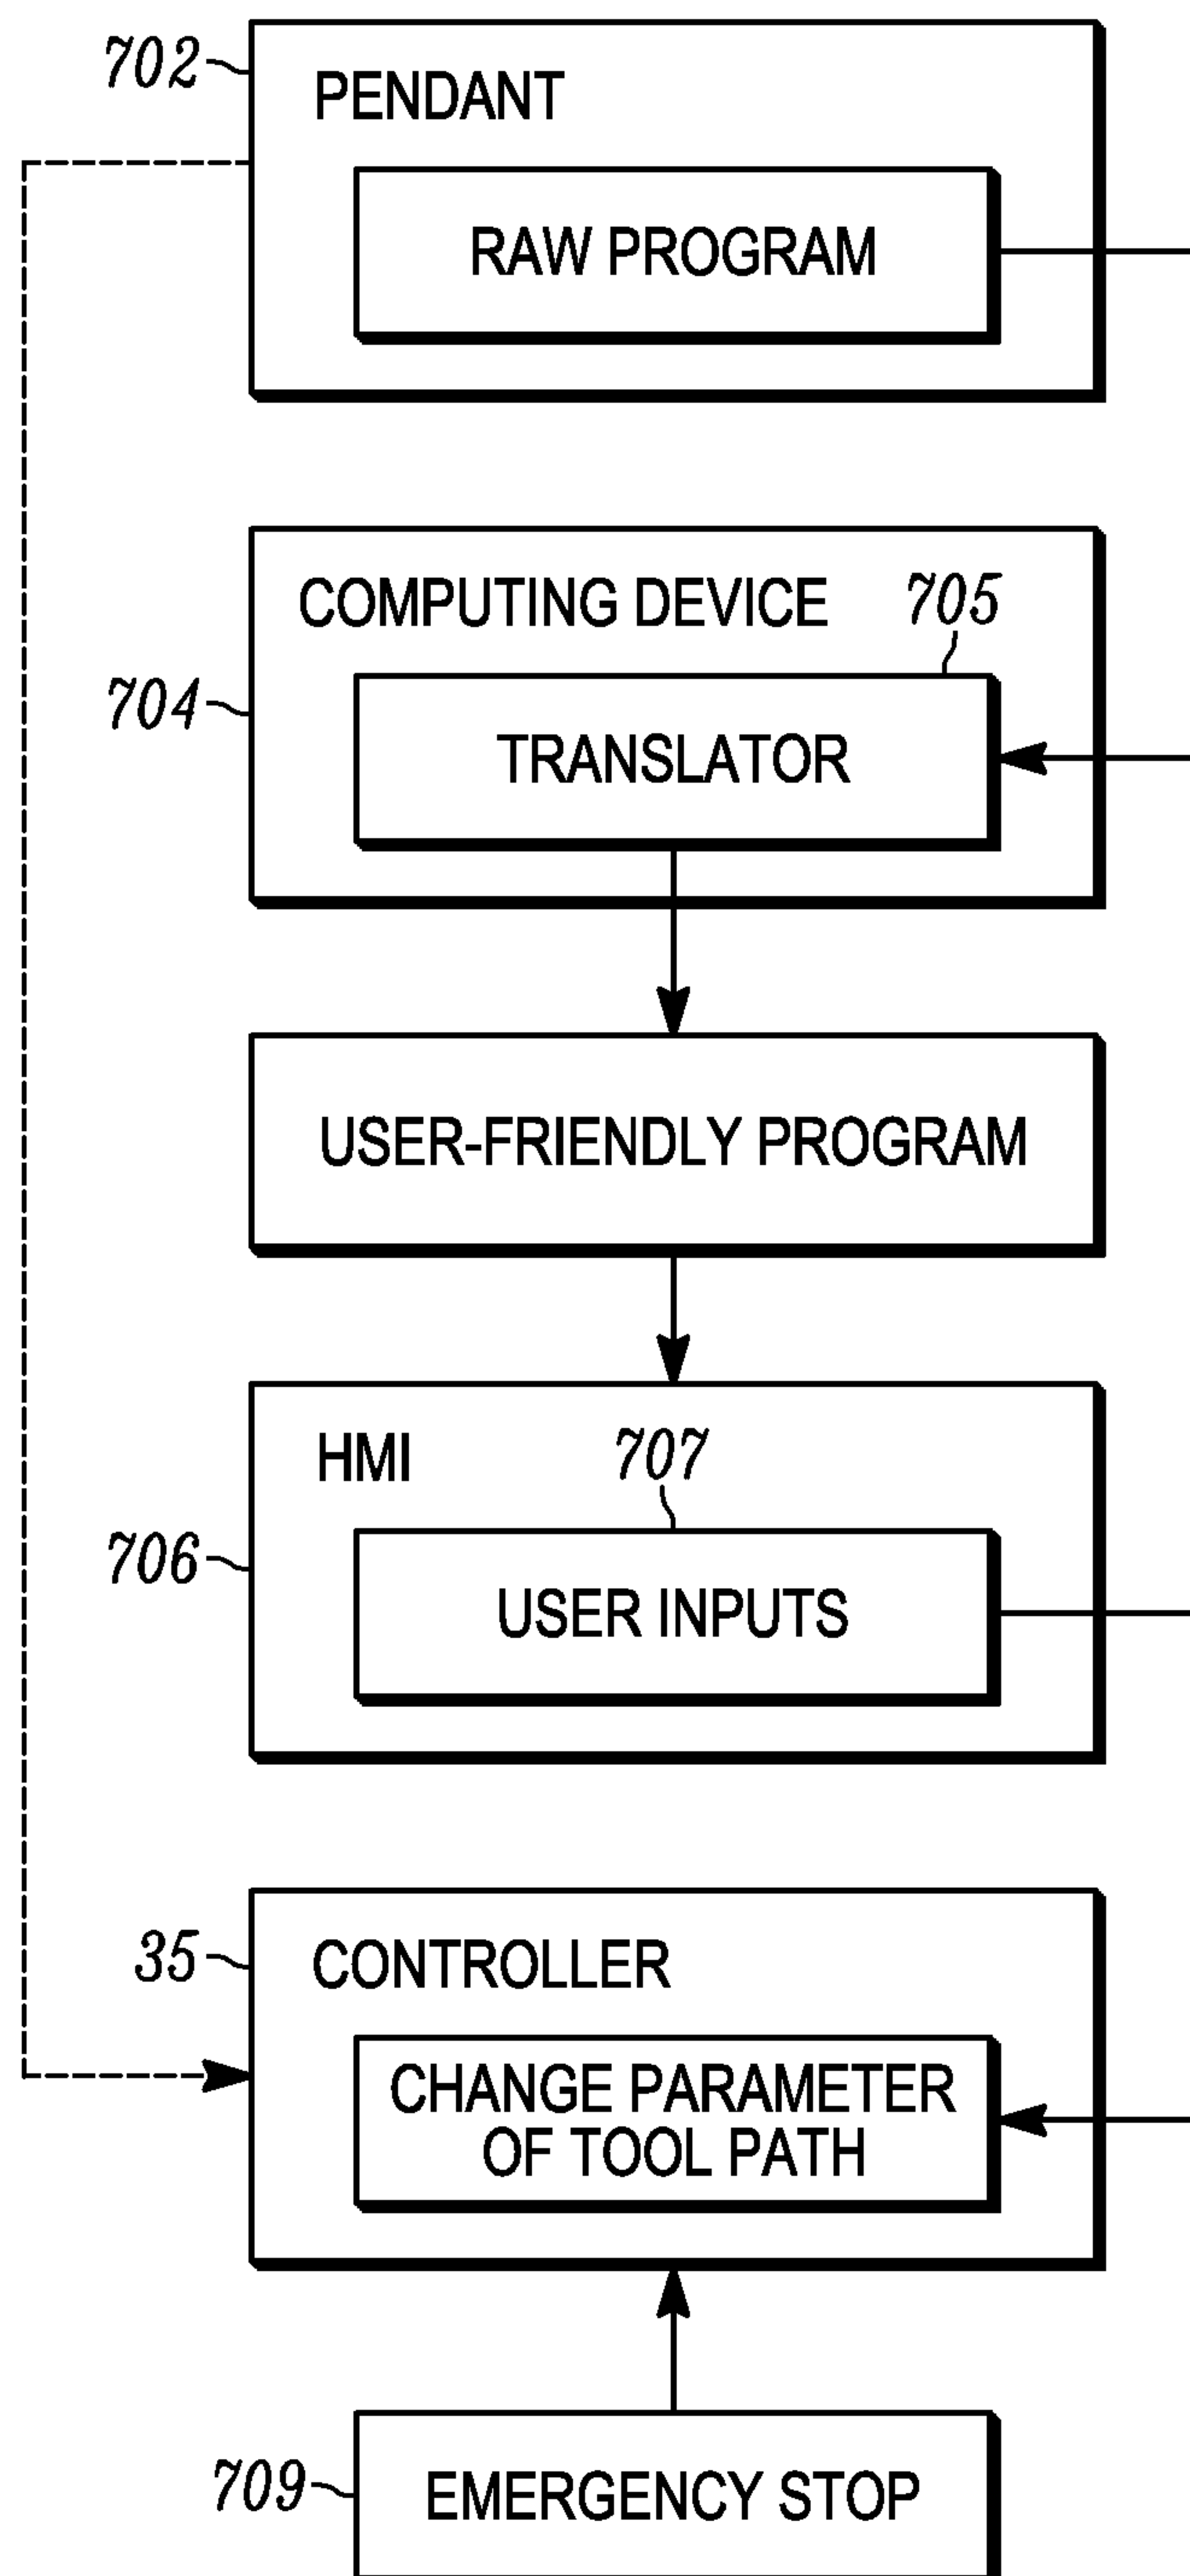 702
PENDANT
RAW PROGRAM
COMPUTING DEVICE
705
704
TRANSLATOR
USER-FRIENDLY PROGRAM
HMI
707
706
USER INPUTS
35
CONTROLLER
CHANGE PARAMETER
OF TOOL PATH
709
EMERGENCY STOP